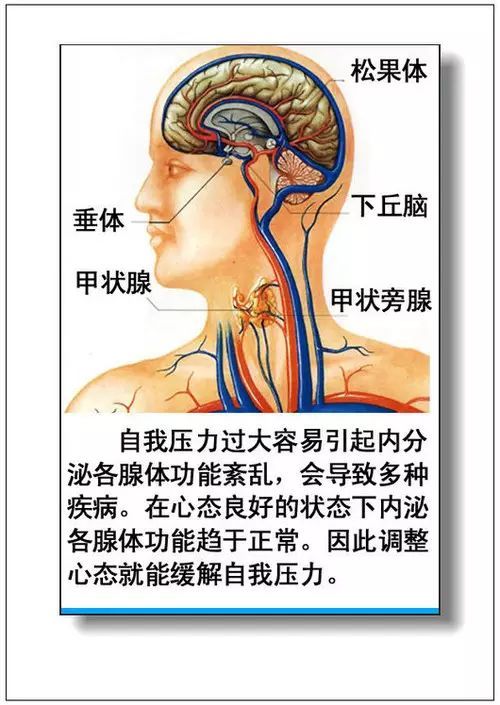 松果体
下丘脑
垂体
甲状腺
甲状旁腺
自我压力过大容易引起内分
泌各腺体功能紊乱，会导致多种
疾病。在心态良好的状态下内泌
各腺体功能趋于正常。因此调整
心态就能缓解自我压力。